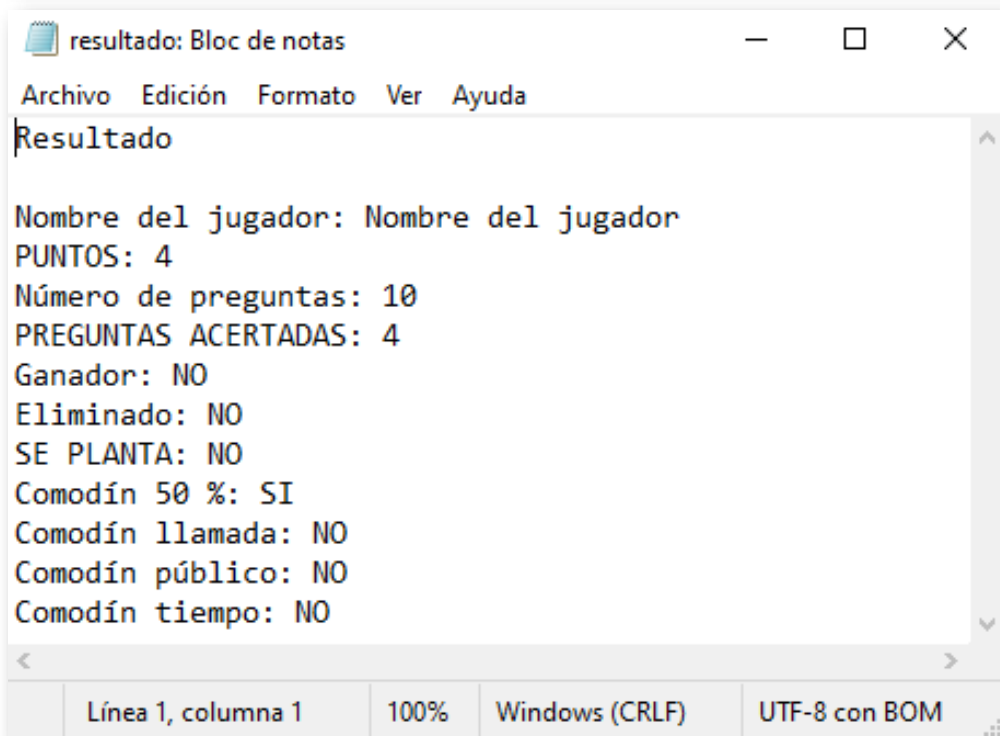 resultado: Bloc de notas
Archivo Edición Formato Ver Ayuda
Resultado
Nombre del jugador: Nombre del jugador
PUNTOS: 4
Número de preguntas: 10
PREGUNTAS ACERTADAS: 4
Ganador: NO
Eliminado: NO
SE PLANTA: NO
Comodín 50 %: SI
Comodín llamada: NO
Comodín público: NO
Comodín tiempo: NO
Línea 1, columna 1 100% Windows (CRLF) UTF-8 con BOM